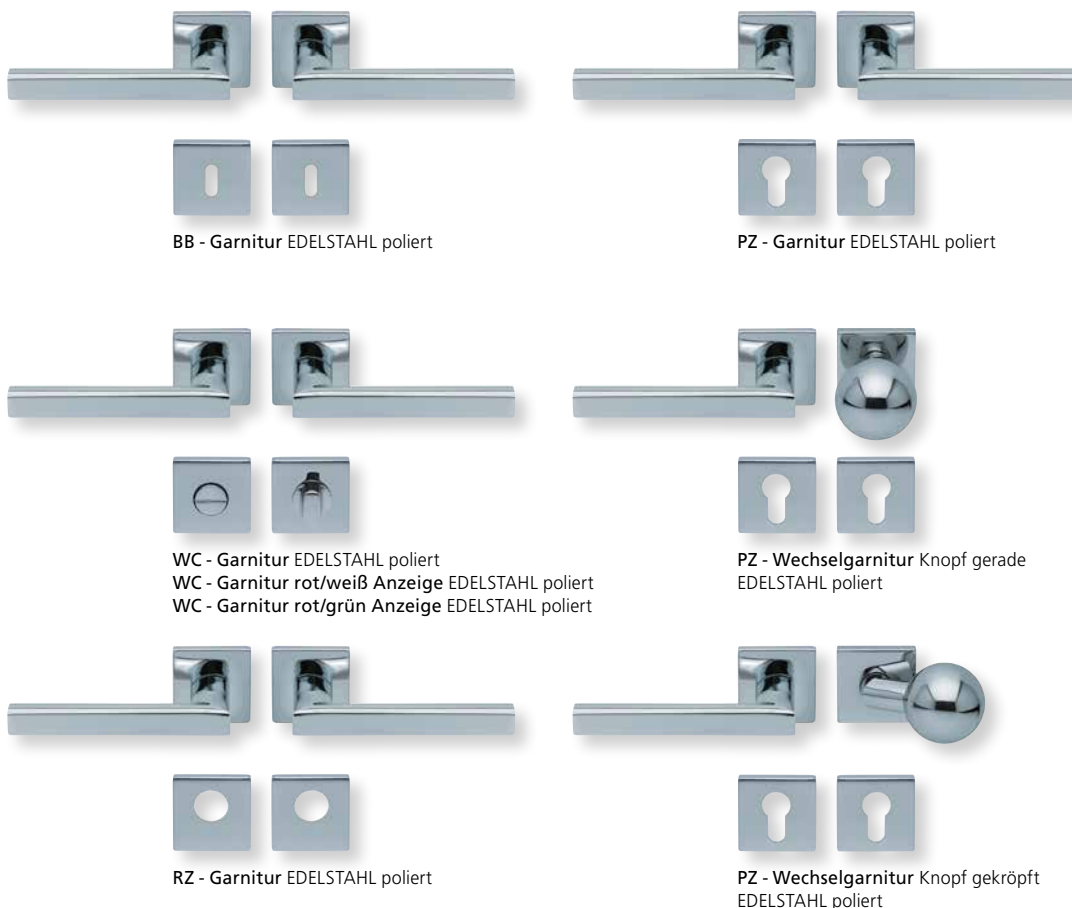 BB - Garnitur EDELSTAHL poliert
PZ - Garnitur EDELSTAHL poliert
WC - Garnitur EDELSTAHL poliert
WC - Garnitur rot/weiß Anzeige EDELSTAHL poliert
WC - Garnitur rot/grün Anzeige EDELSTAHL poliert
PZ - Wechselgarnitur Knopf gerade
EDELSTAHL poliert
RZ - Garnitur EDELSTAHL poliert
PZ - Wechselgarnitur Knopf gekröpft
EDELSTAHL poliert